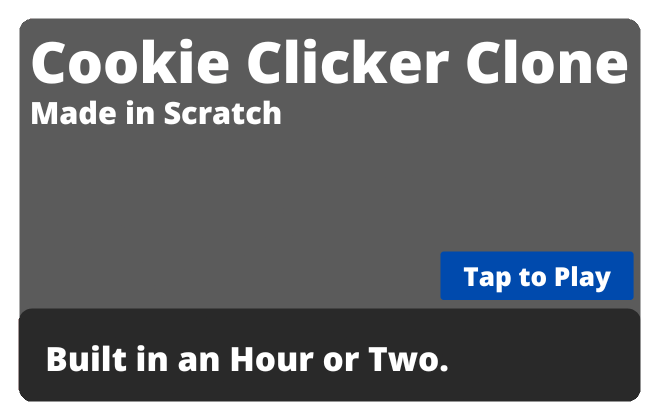 Cookie Clicker Clone
Made in Scratch
Tap to Play
Built in an Hour or Two.